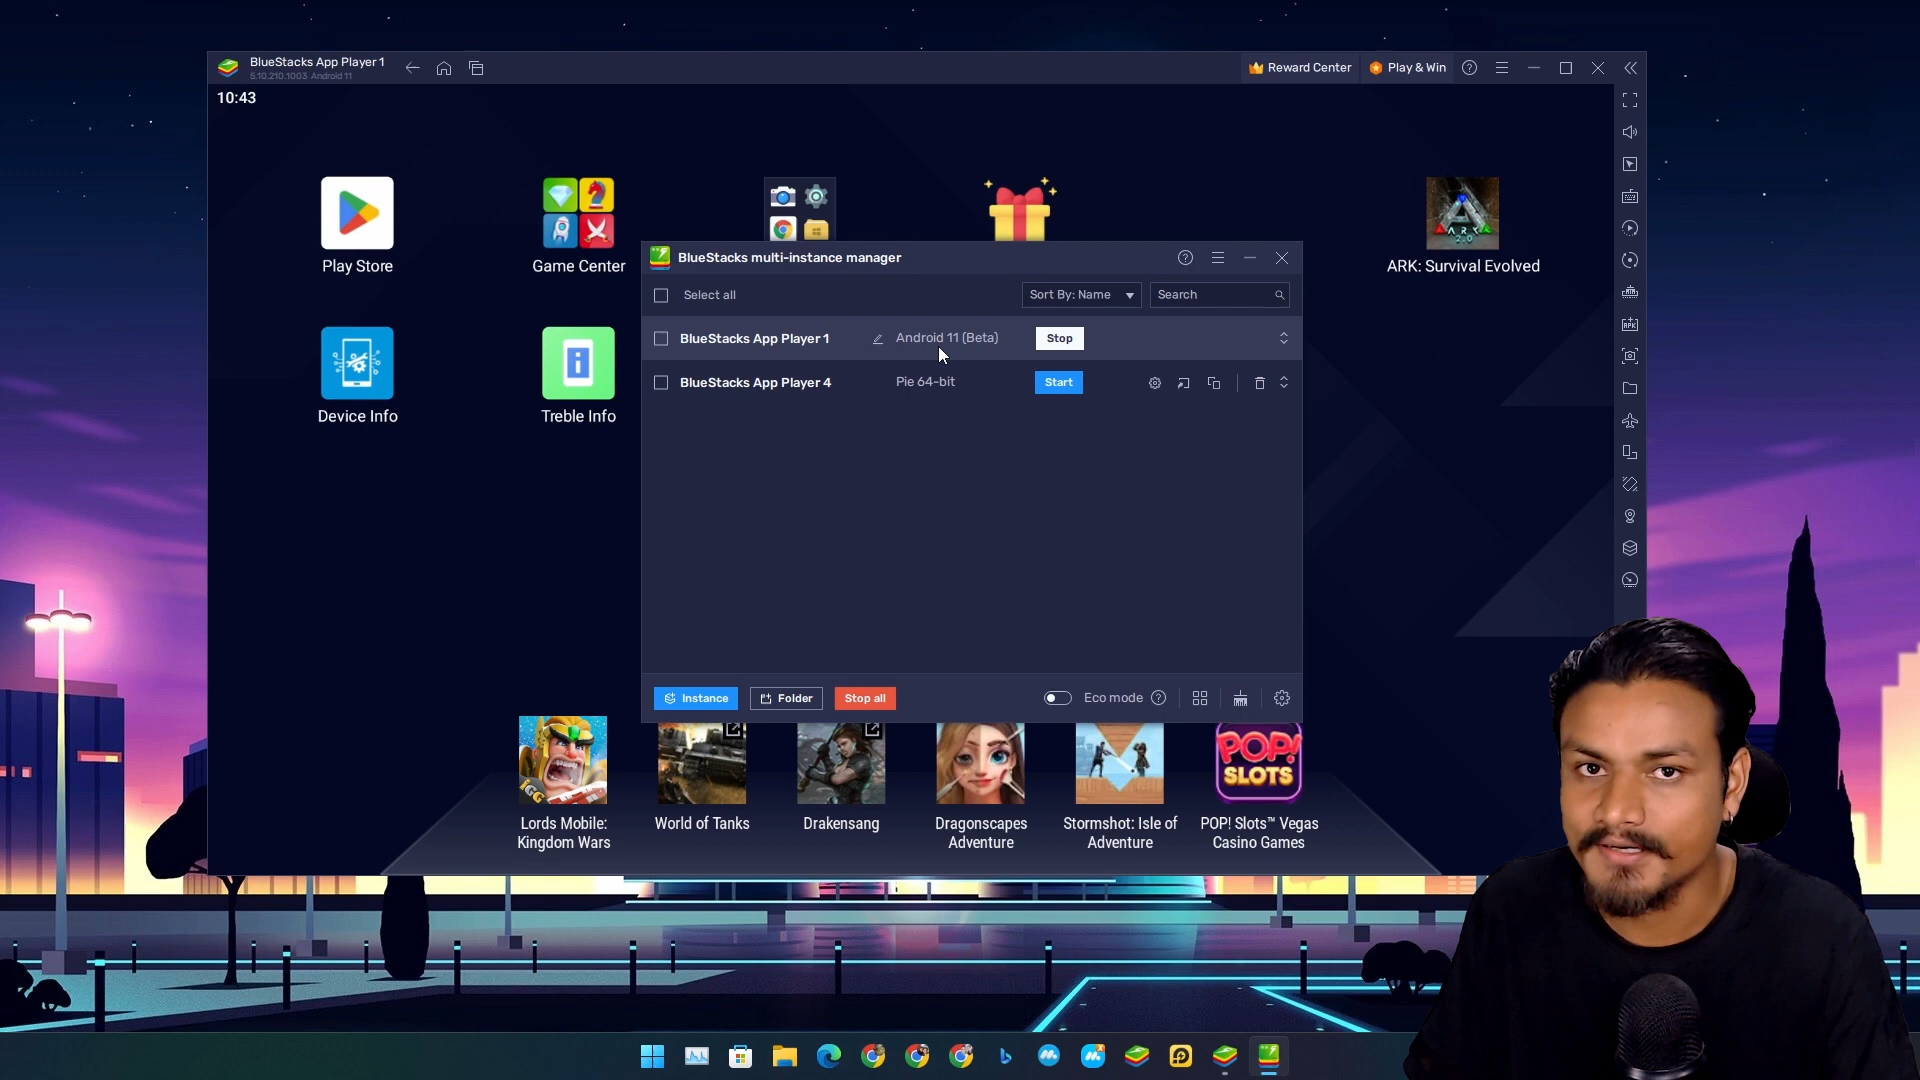 BlueStacks App Player 1
5.10.210.1003 Android 11
Reward Center
Play & Win
10:43
Play Store
Game Center
ARK: Survival Evolved
Device Info
Treble Info
BlueStacks multi-instance manager
Select all
Sort By: Name
Search
BlueStacks App Player 1
Android 11 (Beta)
Stop
BlueStacks App Player 4
Pie 64-bit
Start
Instance
Folder
Stop all
Eco mode
IGG
POP!
SLOTS
Lords Mobile:
Kingdom Wars
World of Tanks
Drakensang
Dragonscapes
Adventure
Stormshot: Isle of
Adventure
POP! Slots™ Vegas
Casino Games